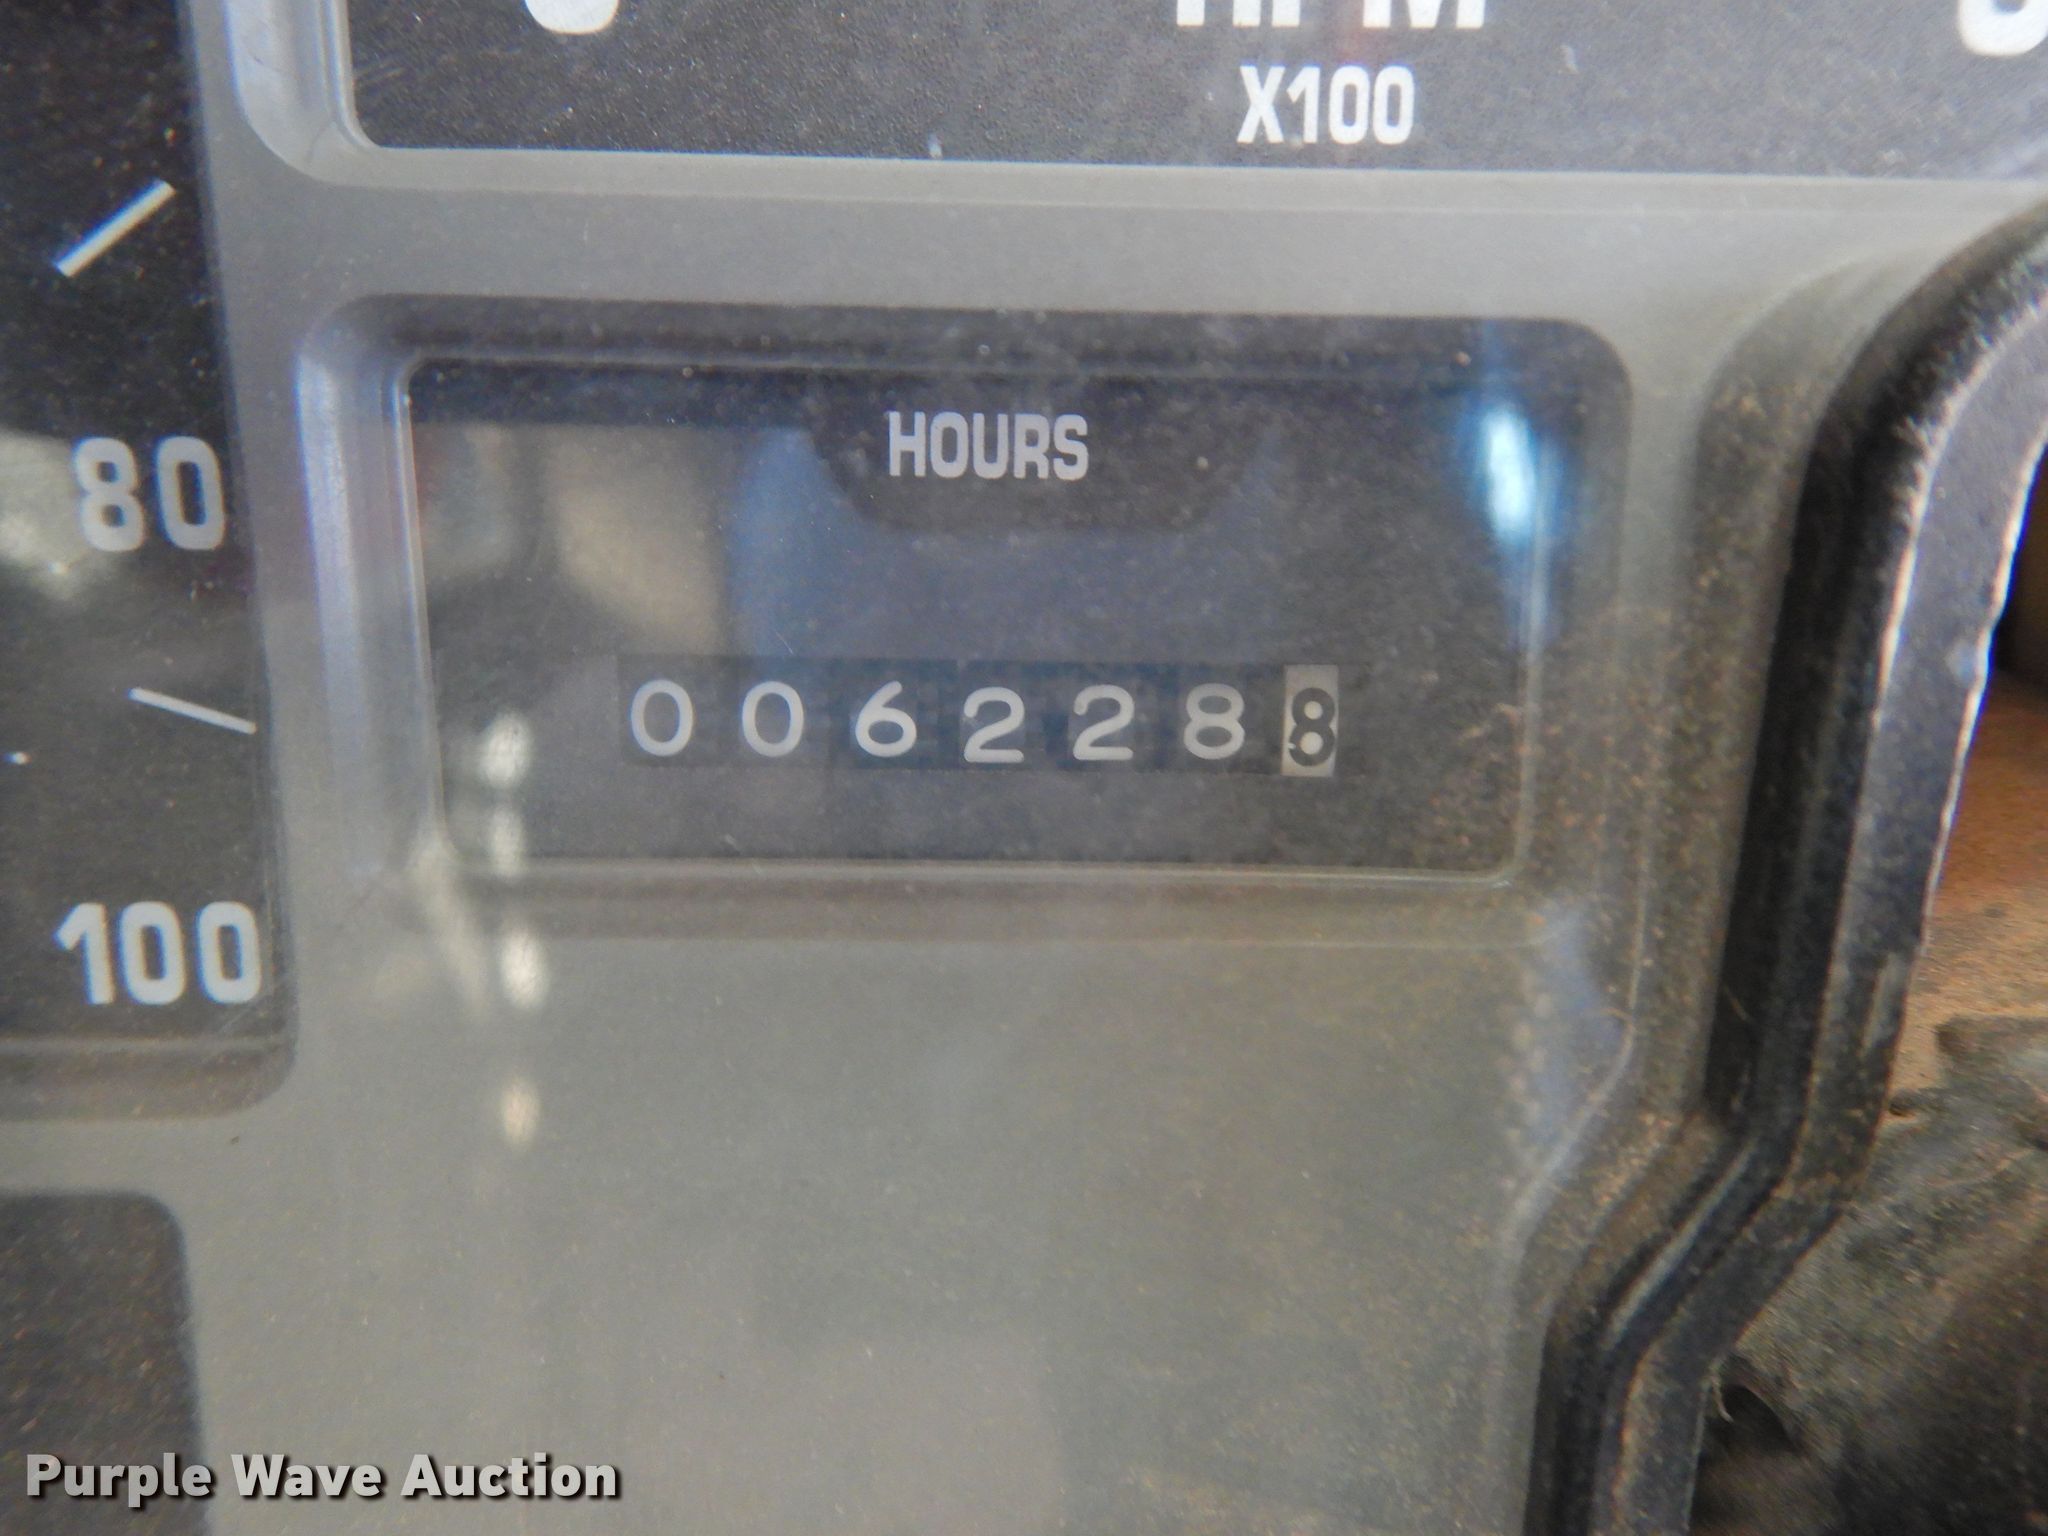 RPM
X100
80
HOURS
0062288
100
Purple Wave Auction